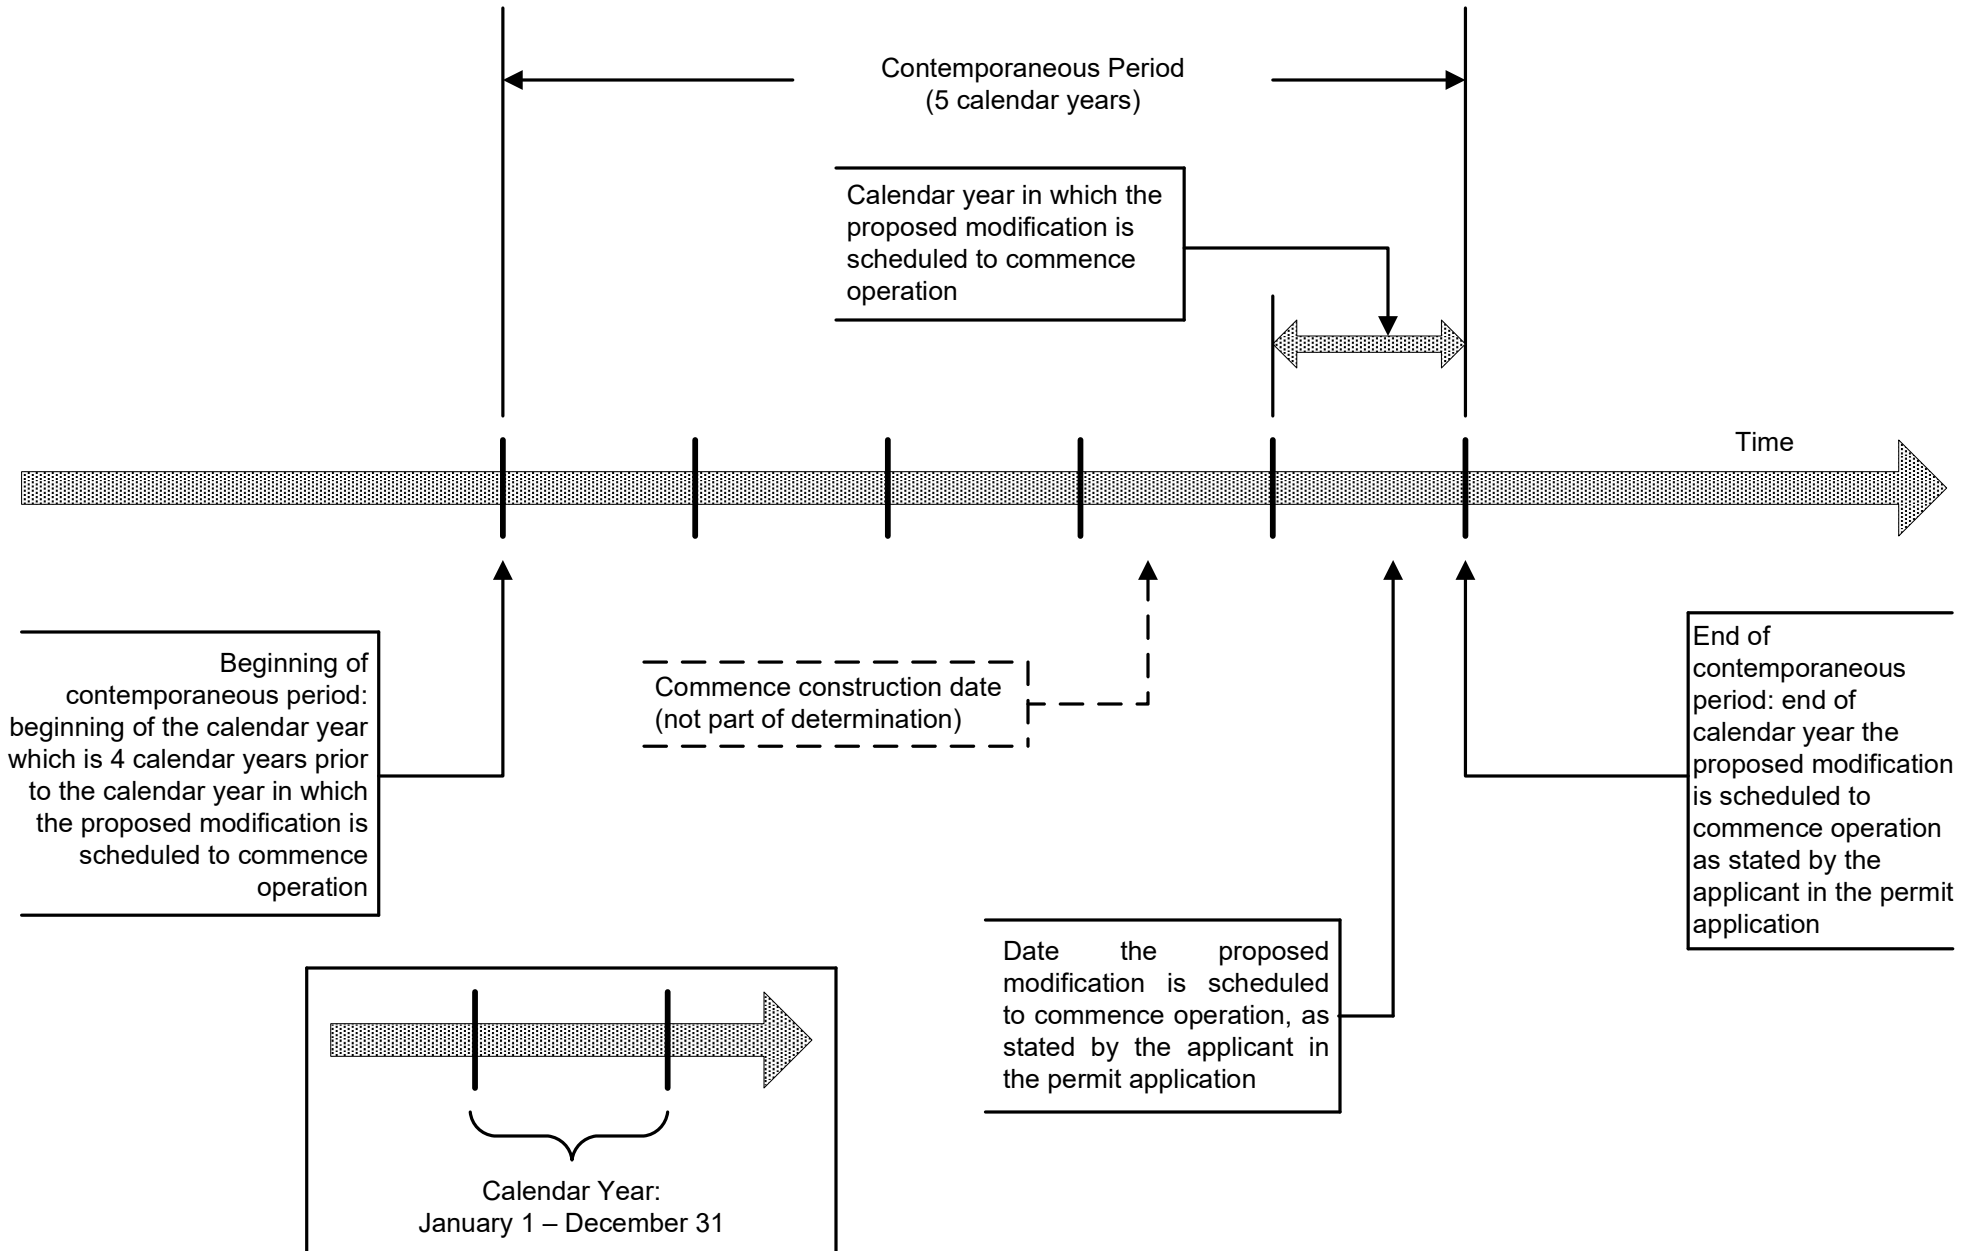 Contemporaneous Period
(5 calendar years)
Calendar year in which the
proposed modification is
scheduled to commence
operation
Time
Beginning of
contemporaneous period:
beginning of the calendar year
which is 4 calendar years prior
to the calendar year in which
the proposed modification is
scheduled to commence
operation
Commence construction date
(not part of determination)
End of
contemporaneous
period: end of
calendar year the
proposed modification
is scheduled to
commence operation
as stated by the
applicant in the permit
application
Date the proposed
modification is scheduled
to commence operation, as
stated by the applicant in
the permit application
Calendar Year:
January 1 – December 31